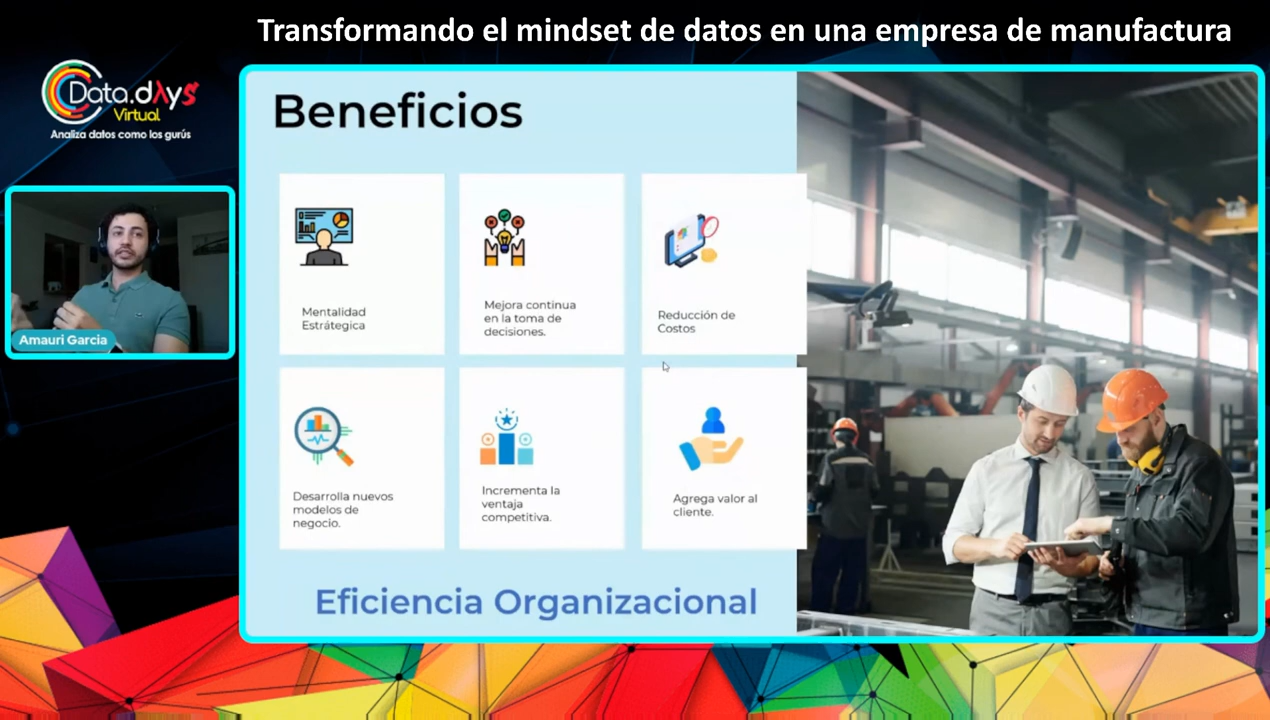 Transformando el mindset de datos en una empresa de manufactura
Data.dAys
Virtual
Analiza datos como los gurús
Amauri Garcia
Beneficios
Mentalidad
Estrátegica
Mejora continua
en la toma de
decisiones.
Reducción de
Costos
Desarrolla nuevos
modelos de
negocio.
Incrementa la
ventaja
competitiva.
Agrega valor al
cliente.
Eficiencia Organizacional